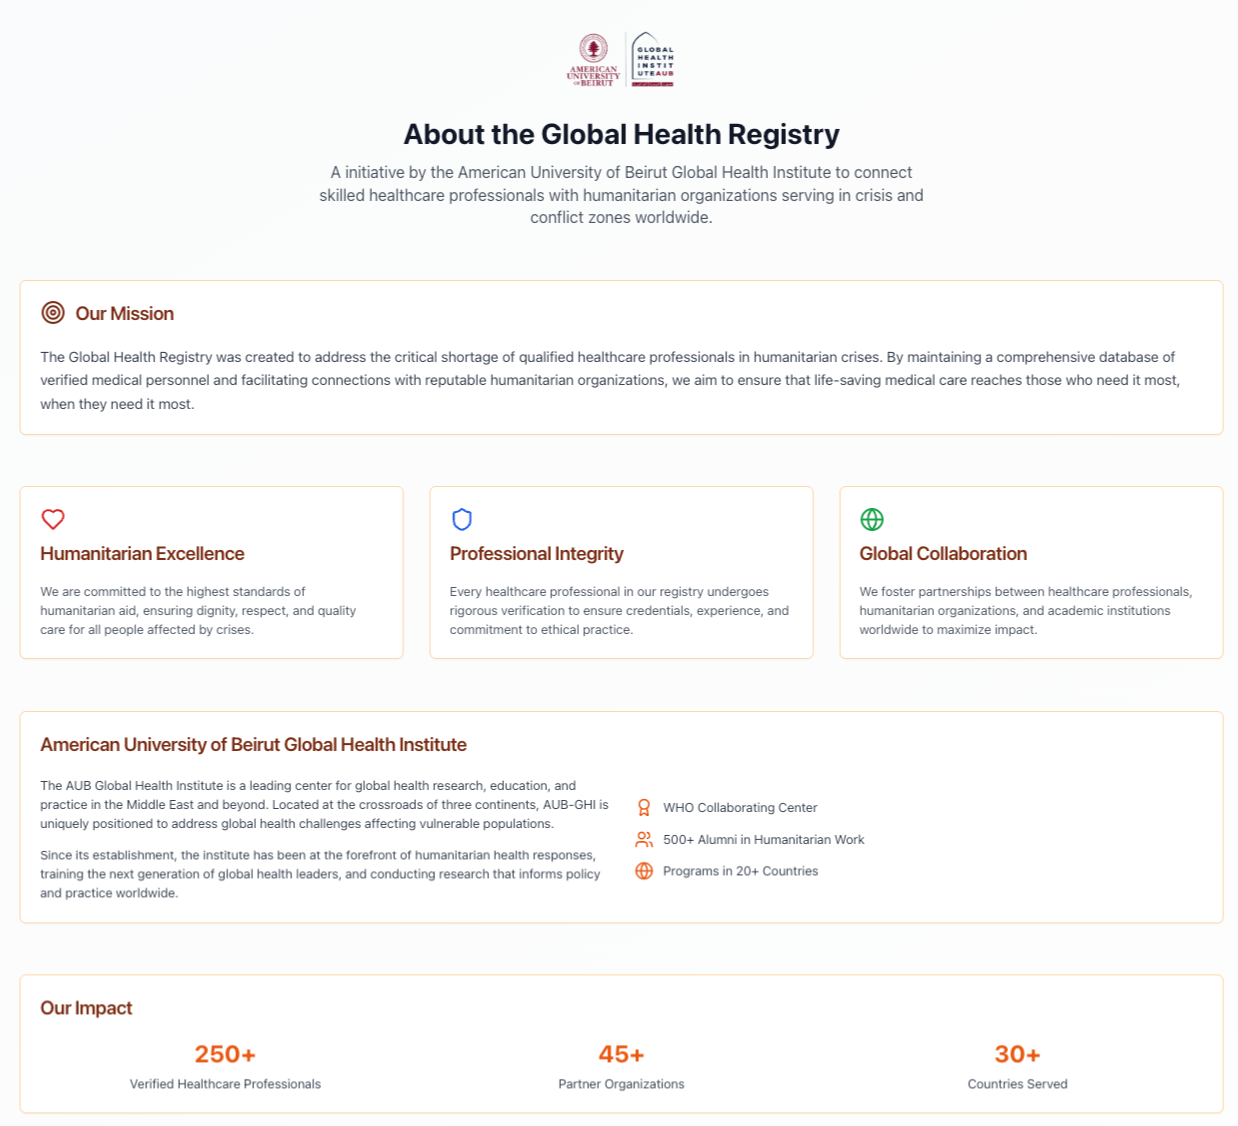 AMERICAN
UNIVERSITY
OF BEIRUT
GLOBAL
HEALTH
INSTIT
UTEAUB
About the Global Health Registry
A initiative by the American University of Beirut Global Health Institute to connect
skilled healthcare professionals with humanitarian organizations serving in crisis and
conflict zones worldwide.
Our Mission
The Global Health Registry was created to address the critical shortage of qualified healthcare professionals in humanitarian crises. By maintaining a comprehensive database of
verified medical personnel and facilitating connections with reputable humanitarian organizations, we aim to ensure that life-saving medical care reaches those who need it most,
when they need it most.
Humanitarian Excellence
We are committed to the highest standards of
humanitarian aid, ensuring dignity, respect, and quality
care for all people affected by crises.
Professional Integrity
Every healthcare professional in our registry undergoes
rigorous verification to ensure credentials, experience, and
commitment to ethical practice.
Global Collaboration
We foster partnerships between healthcare professionals,
humanitarian organizations, and academic institutions
worldwide to maximize impact.
American University of Beirut Global Health Institute
The AUB Global Health Institute is a leading center for global health research, education, and
practice in the Middle East and beyond. Located at the crossroads of three continents, AUB-GHI is
uniquely positioned to address global health challenges affecting vulnerable populations.
Since its establishment, the institute has been at the forefront of humanitarian health responses,
training the next generation of global health leaders, and conducting research that informs policy
and practice worldwide.
WHO Collaborating Center
500+ Alumni in Humanitarian Work
Programs in 20+ Countries
Our Impact
250+
Verified Healthcare Professionals
45+
Partner Organizations
30+
Countries Served